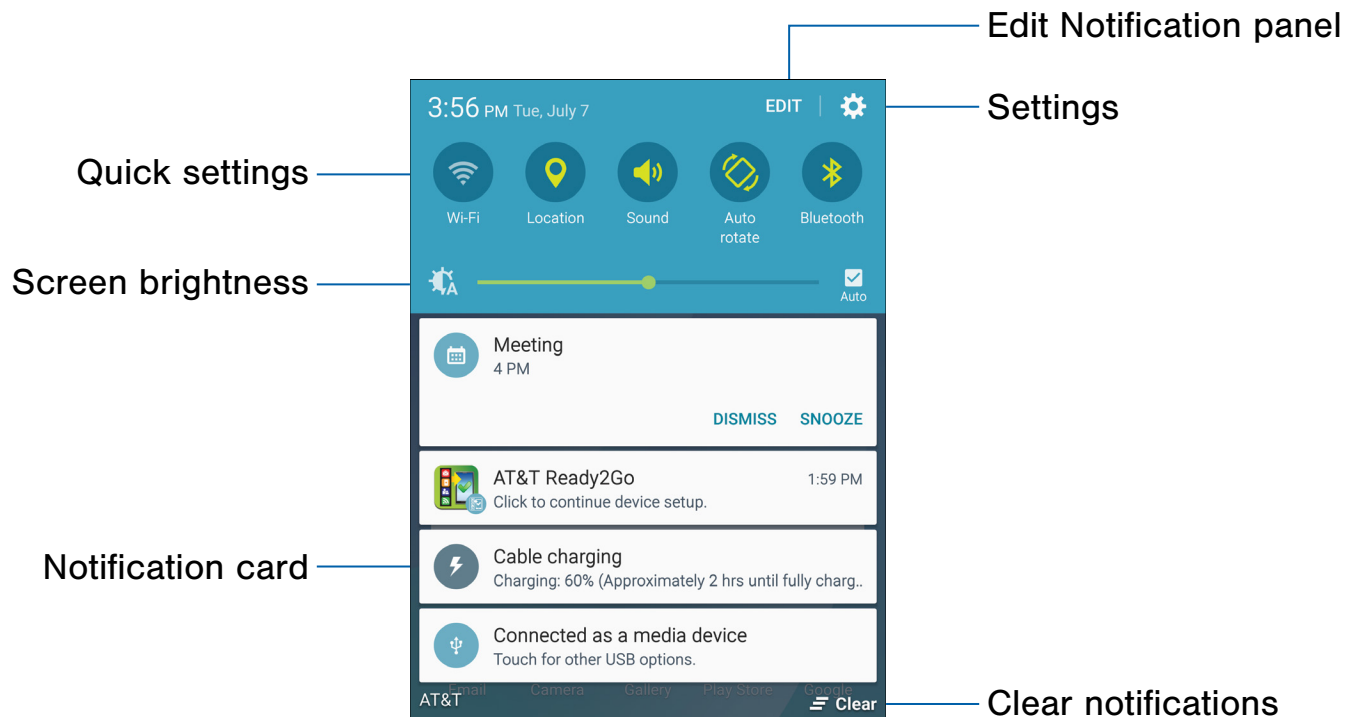 Edit Notification panel
3:56 PM Tue, July 7
EDIT
Settings
Quick settings
Wi-Fi
Location
Sound
Auto
rotate
Bluetooth
Screen brightness
A
Auto
Meeting
4 PM
DISMISS SNOOZE
AT&T Ready2Go
1:59 PM
Click to continue device setup.
Notification card
Cable charging
Charging: 60% (Approximately 2 hrs until fully charg..
Connected as a media device
Touch for other USB options.
Email Camera Gallery Play Store Google
AT&T
Clear
Clear notifications